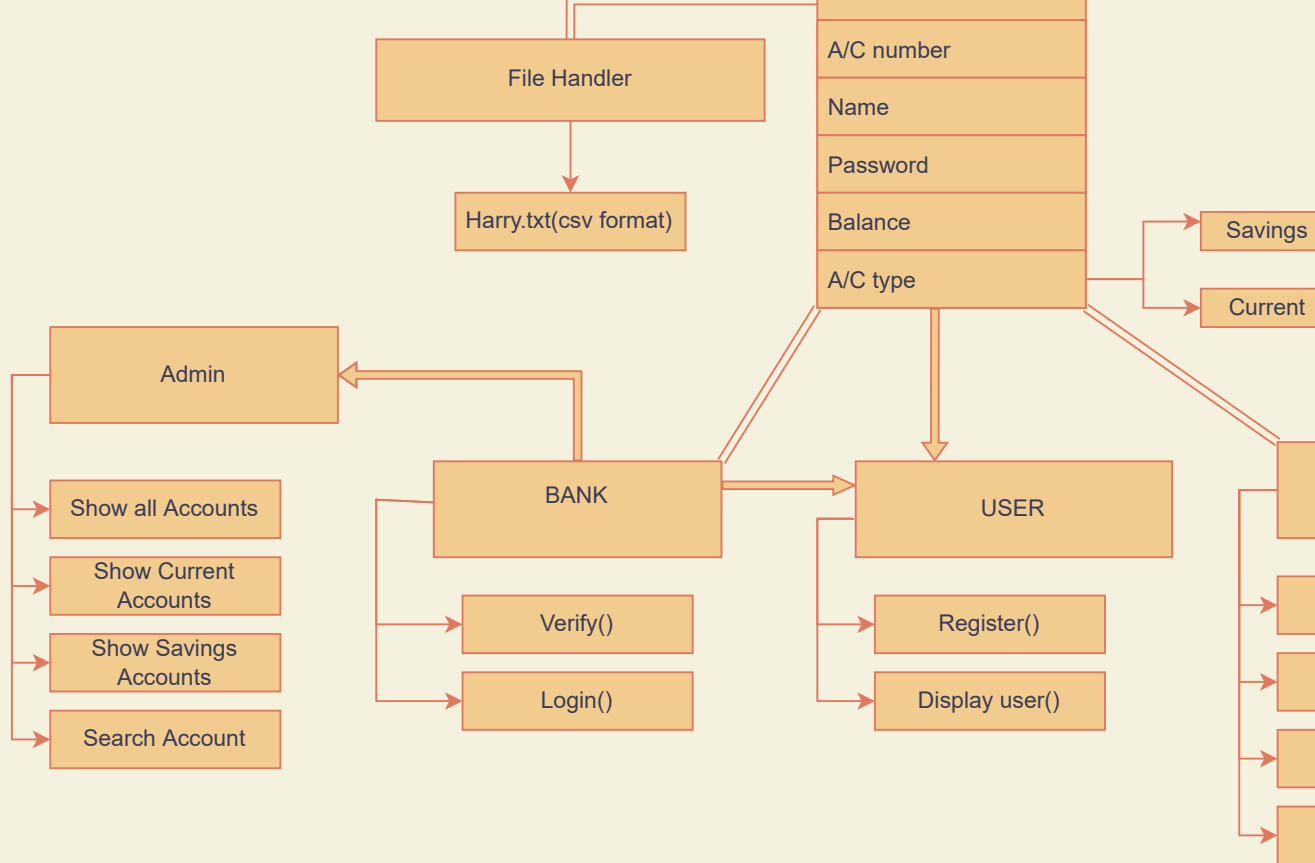 File Handler
Harry.txt(csv format)
A/C number
Name
Password
Balance
A/C type
Savings
Current
Admin
Show all Accounts
Show Current
Accounts
Show Savings
Accounts
Search Account
BANK
Verify()
Login()
USER
Register()
Display user()